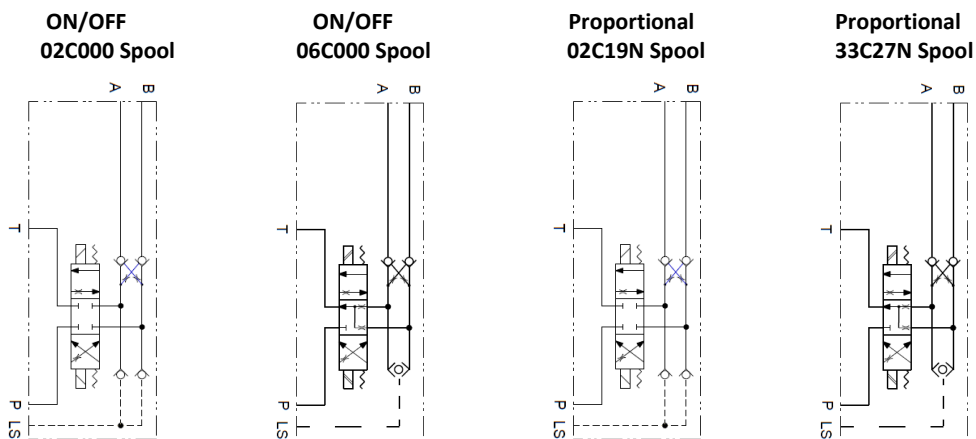 ON/OFF
02C000 Spool
ON/OFF
06C000 Spool
Proportional
02C19N Spool
Proportional
33C27N Spool
A B
T
P LS
A B
T
P LS
A B
T
P LS
A B
T
P LS